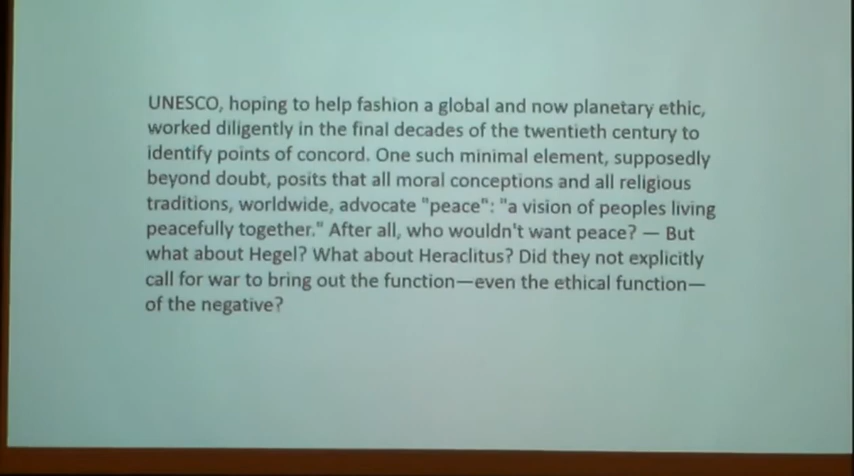 UNESCO, hoping to help fashion a global and now planetary ethic,
worked diligently in the final decades of the twentieth century to
identify points of concord. One such minimal element, supposedly
beyond doubt, posits that all moral conceptions and all religious
traditions, worldwide, advocate "peace": "a vision of peoples living
peacefully together." After all, who wouldn't want peace? — But
what about Hegel? What about Heraclitus? Did they not explicitly
call for war to bring out the function—even the ethical function—
of the negative?